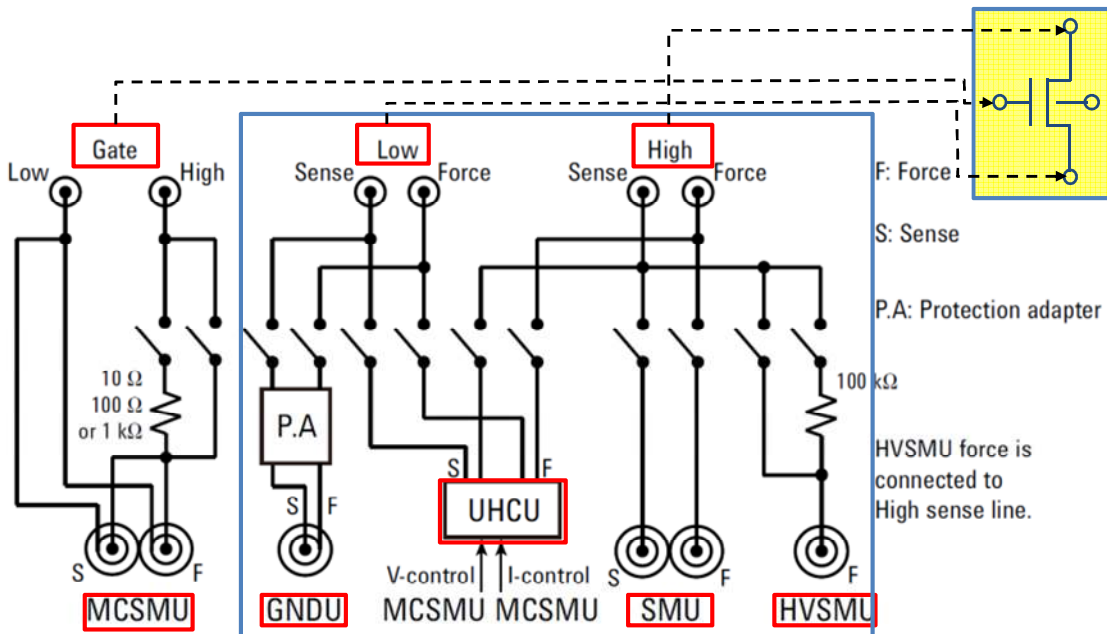 Gate
Low
High
Low
Sense
Force
High
Sense
Force
F: Force
S: Sense
P.A: Protection adapter
10 Ω
100 Ω
or 1 kΩ
P.A
100 kΩ
HVSMU force is
connected to
High sense line.
S
F
UHCU
S
F
S
F
V-control
I-control
S
F
F
MCSMU
GNDU
MCSMU
MCSMU
SMU
HVSMU